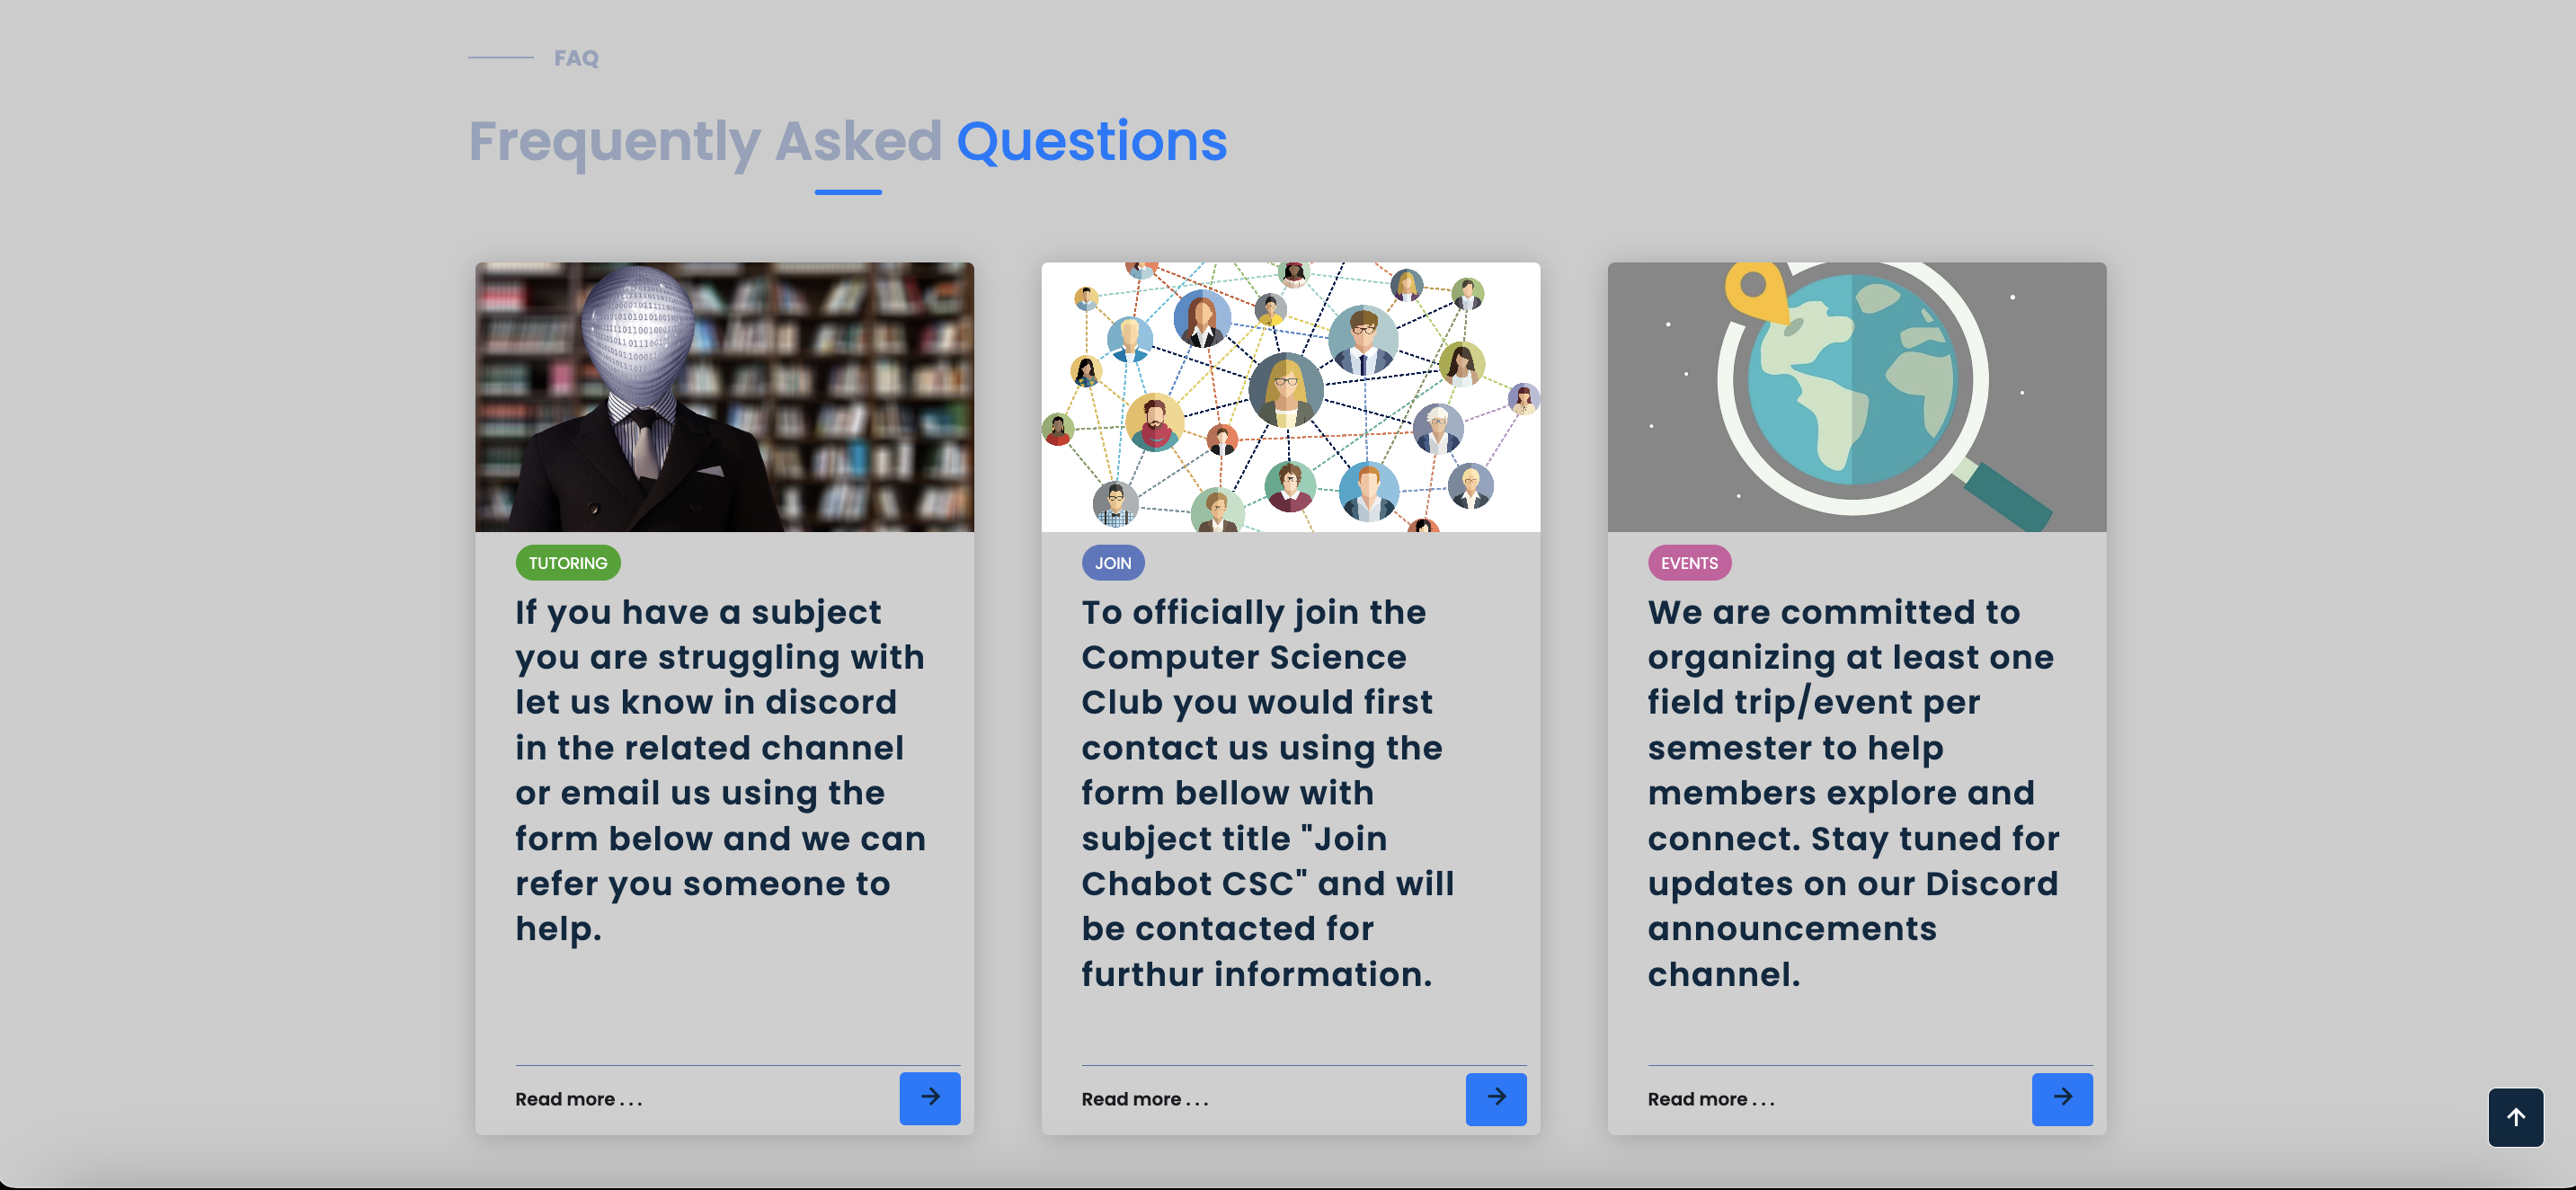 FAQ
Frequently Asked Questions
TUTORING
If you have a subject
you are struggling with
let us know in discord
in the related channel
or email us using the
form below and we can
refer you someone to
help.
Read more . . .
JOIN
To officially join the
Computer Science
Club you would first
contact us using the
form bellow with
subject title "Join
Chabot CSC" and will
be contacted for
furthur information.
Read more . . .
EVENTS
We are committed to
organizing at least one
field trip/event per
semester to help
members explore and
connect. Stay tuned for
updates on our Discord
announcements
channel.
Read more . . .